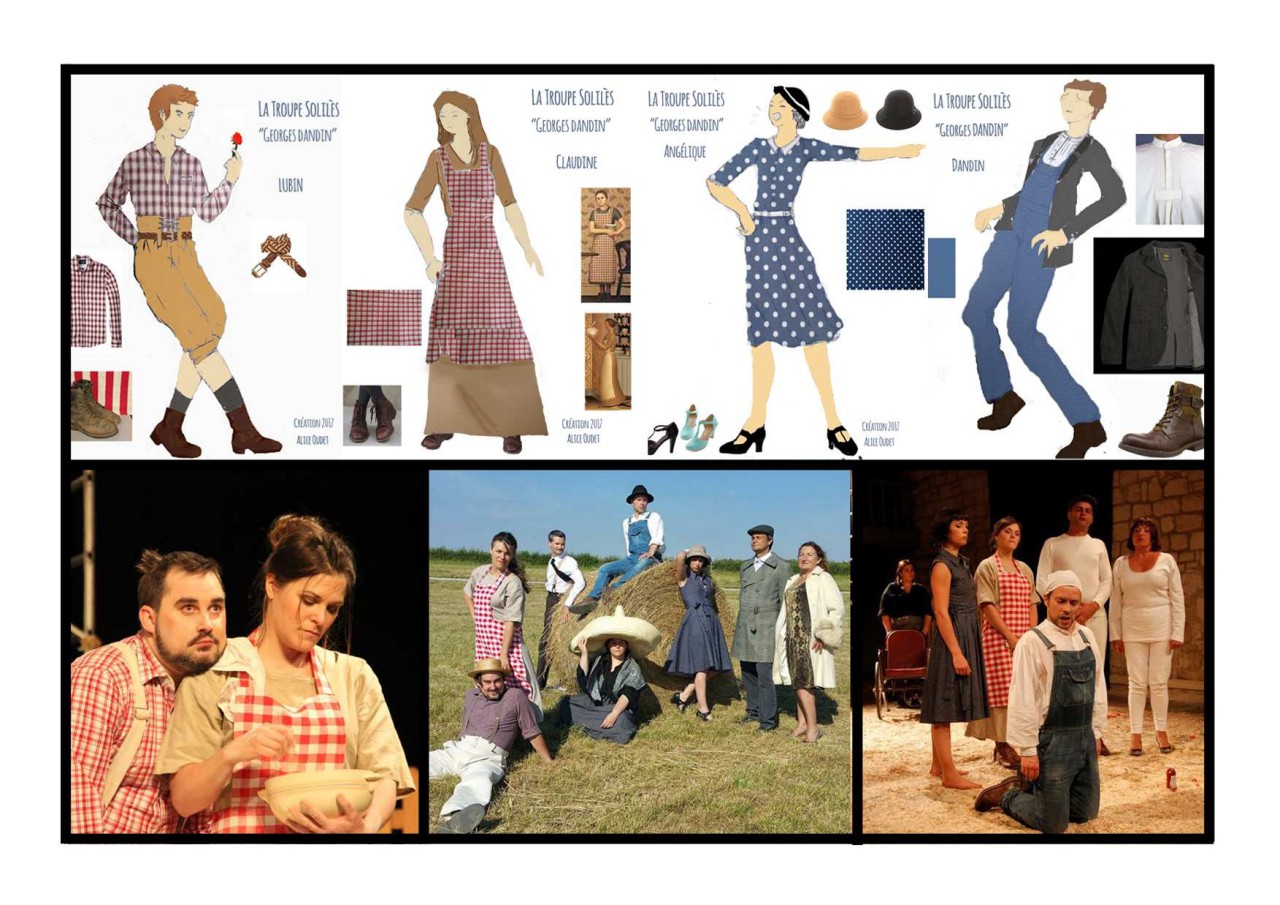 LA TROUPE SOLILÈS
"GEORGES DANDIN"
LUBIN
CRÉATION 2017
ALICE OUDET
LA TROUPE SOLILÈS
"GEORGES DANDIN"
CLAUDINE
CRÉATION 2017
ALICE OUDET
LA TROUPE SOLILÈS
"GEORGES DANDIN"
ANGÉLIQUE
CRÉATION 2017
ALICE OUDET
LA TROUPE SOLILÈS
"GEORGES DANDIN"
DANDIN